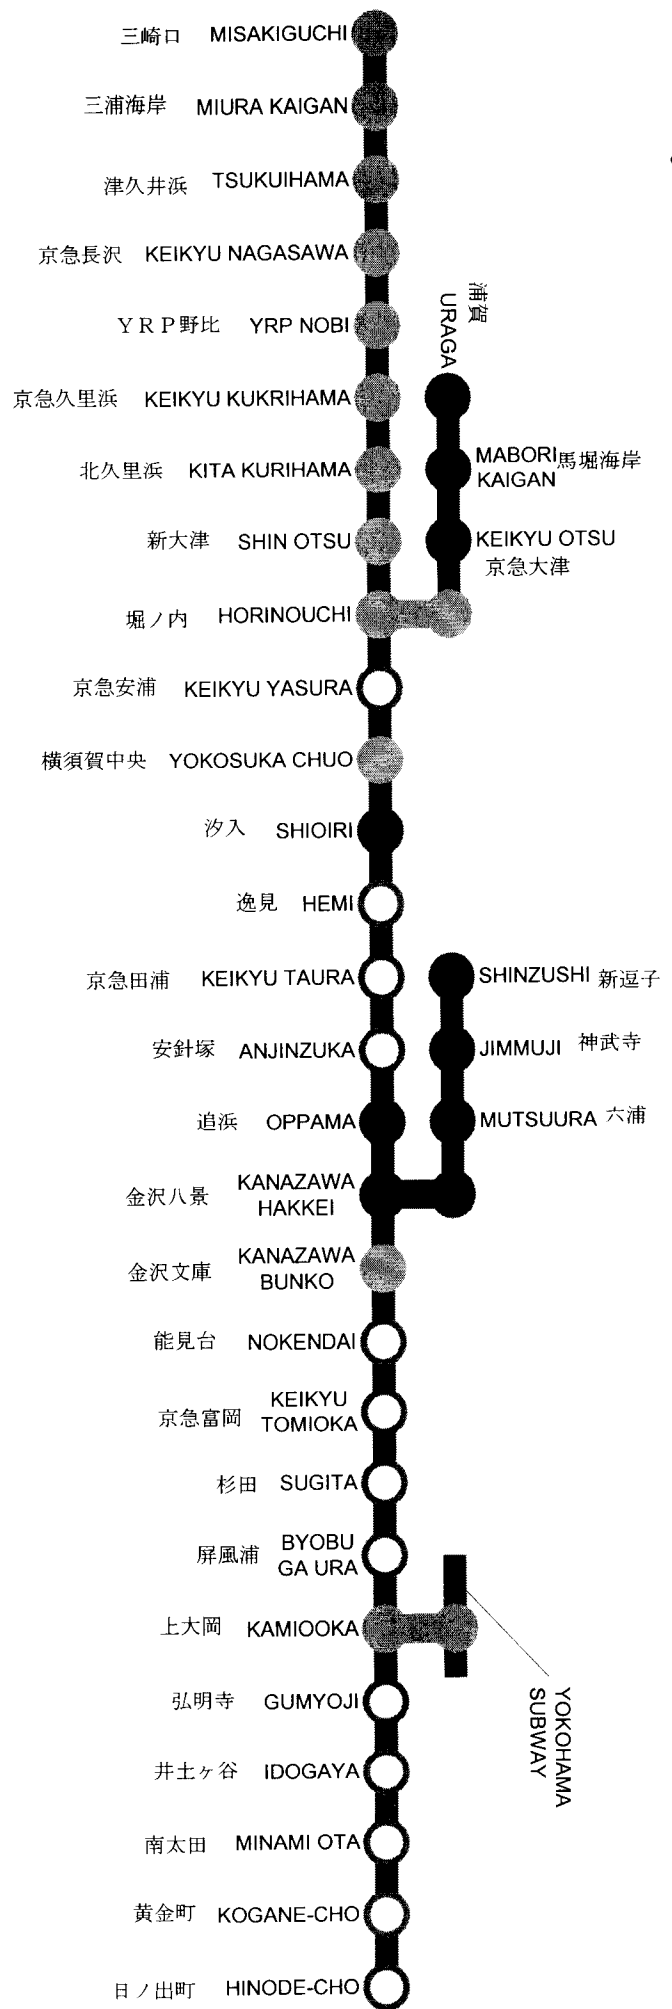 三崎口 MISAKIGUCHI
三浦海岸 MIURA KAIGAN
津久井浜 TSUKUIHAMA
京急長沢 KEIKYU NAGASAWA
浦賀
URAGA
ＹＲＰ野比 YRP NOBI
京急久里浜 KEIKYU KUKRIHAMA
北久里浜 KITA KURIHAMA
MABORI
KAIGAN 馬堀海岸
新大津 SHIN OTSU
KEIKYU OTSU
京急大津
堀ノ内 HORINOUCHI
京急安浦 KEIKYU YASURA
横須賀中央 YOKOSUKA CHUO
汐入 SHIOIRI
逸見 HEMI
京急田浦 KEIKYU TAURA
SHINZUSHI 新逗子
安針塚 ANJINZUKA
JIMMUJI 神武寺
追浜 OPPAMA
MUTSUURA 六浦
金沢八景 KANAZAWA
HAKKEI
金沢文庫 KANAZAWA
BUNKO
能見台 NOKENDAI
京急富岡 KEIKYU
TOMIOKA
杉田 SUGITA
屏風浦 BYOBU
GA URA
上大岡 KAMIOOKA
YOKOHAMA
SUBWAY
弘明寺 GUMYOJI
井土ヶ谷 IDOGAYA
南太田 MINAMI OTA
黄金町 KOGANE-CHO
日ノ出町 HINODE-CHO